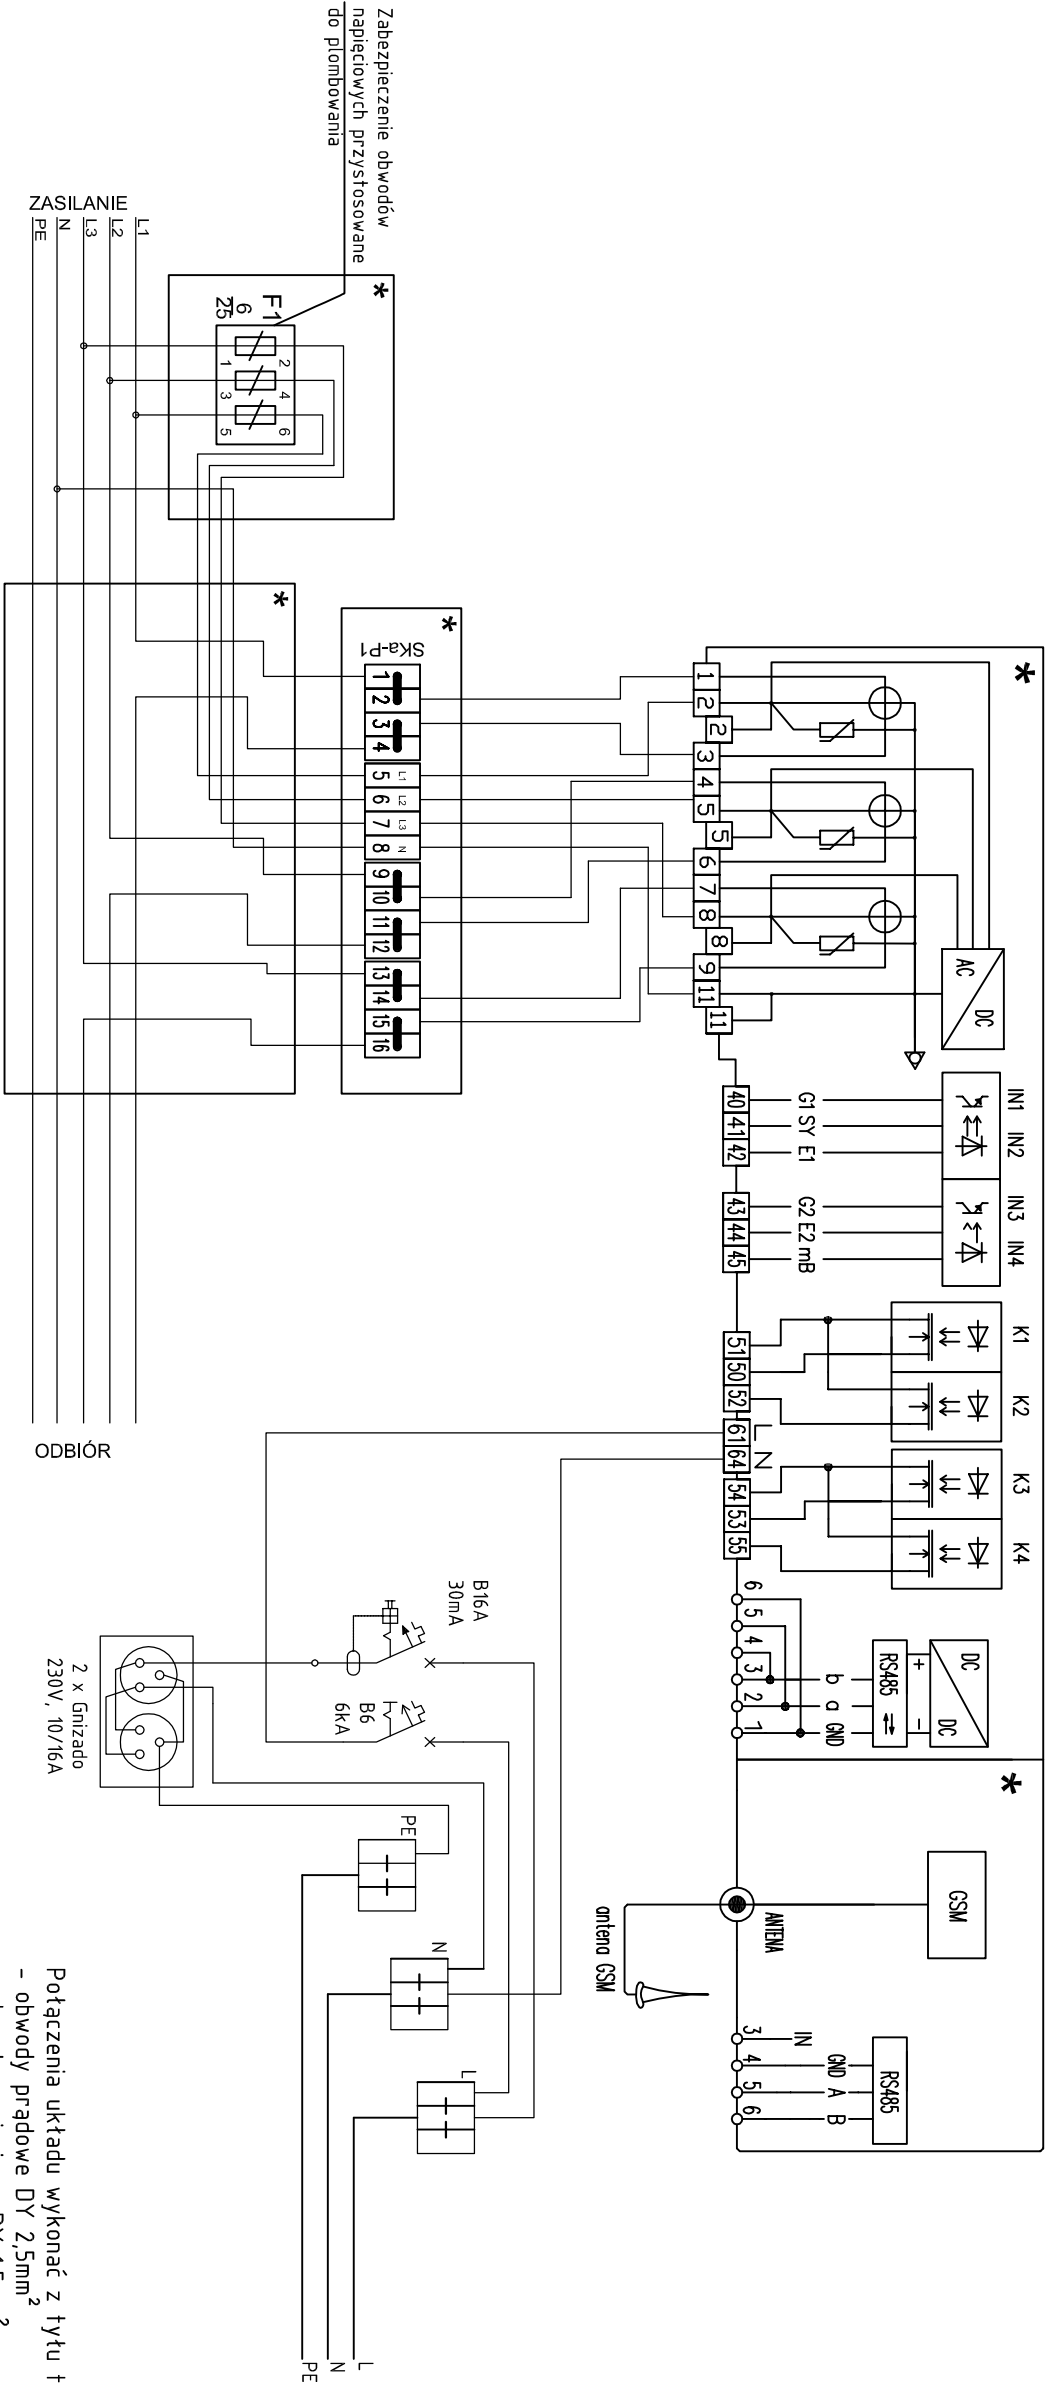 Zabezpieczenie obwodów
napięciowych przystosowane
do plombowania
ZASILANIE
L1
L2
L3
N
PE
*
F1
6
25
2
4
6
1
3
5
*
*
SKa-P1
1
2
3
4
5 L1
6 L2
7 L3
8 N
9
10
11
12
13
14
15
16
ODBIÓR
*
1
2
2
3
4
5
5
6
7
8
8
9
11
11
AC
DC
IN1 IN2 IN3 IN4
G1 SY E1
40 41 42
G2 E2 mB
43 44 45
K1 K2 K3 K4
51 50 52
L N
61 64
54 53 55
DC
DC
+ -
RS485
b a GND
6 5 4 3 2 1
*
GSM
ANTENA
antena GSM
RS485
IN GND A B
3 4 5 6
B16A
30mA
B6
6kA
2 x Gnizado
230V, 10/16A
PE
N
L
L
N
PE
Połączenia układu wykonać z tyłu t
- obwody prądowe DY 2,5mm²